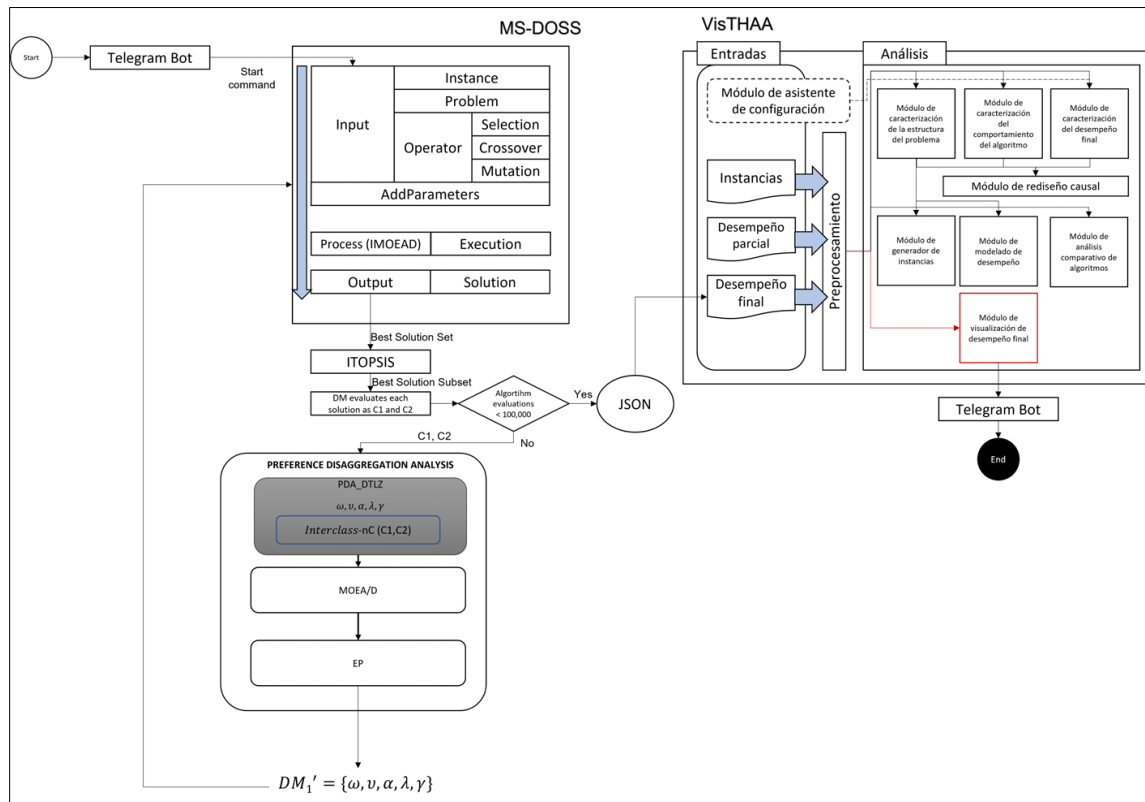 MS-DOSS
VisTHAA
Start
Telegram Bot
Start
command
Input
Instance
Problem
Operator
Selection
Crossover
Mutation
AddParameters
Process (IMOEAD)
Execution
Output
Solution
Best Solution Set
ITOPSIS
Best Solution Subset
DM evaluates each
solution as C1 and C2
Algortihm
evaluations
< 100,000
Yes
No
JSON
C1, C2
PREFERENCE DISAGGREGATION ANALYSIS
PDA_DTLZ
ω, υ, α, λ, γ
Interclass-nC (C1,C2)
MOEA/D
EP
DM₁′ = {ω, υ, α, λ, γ}
Entradas
Módulo de asistente
de configuración
Instancias
Desempeño
parcial
Desempeño
final
Preprocesamiento
Análisis
Módulo de
caracterización
de la estructura
del problema
Módulo de
caracterización
del
comportamiento
del algoritmo
Módulo de
caracterización
del desempeño
final
Módulo de rediseño causal
Módulo de
generador de
instancias
Módulo de
modelado de
desempeño
Módulo de
análisis
comparativo de
algoritmos
Módulo de
visualización de
desempeño final
Telegram Bot
End